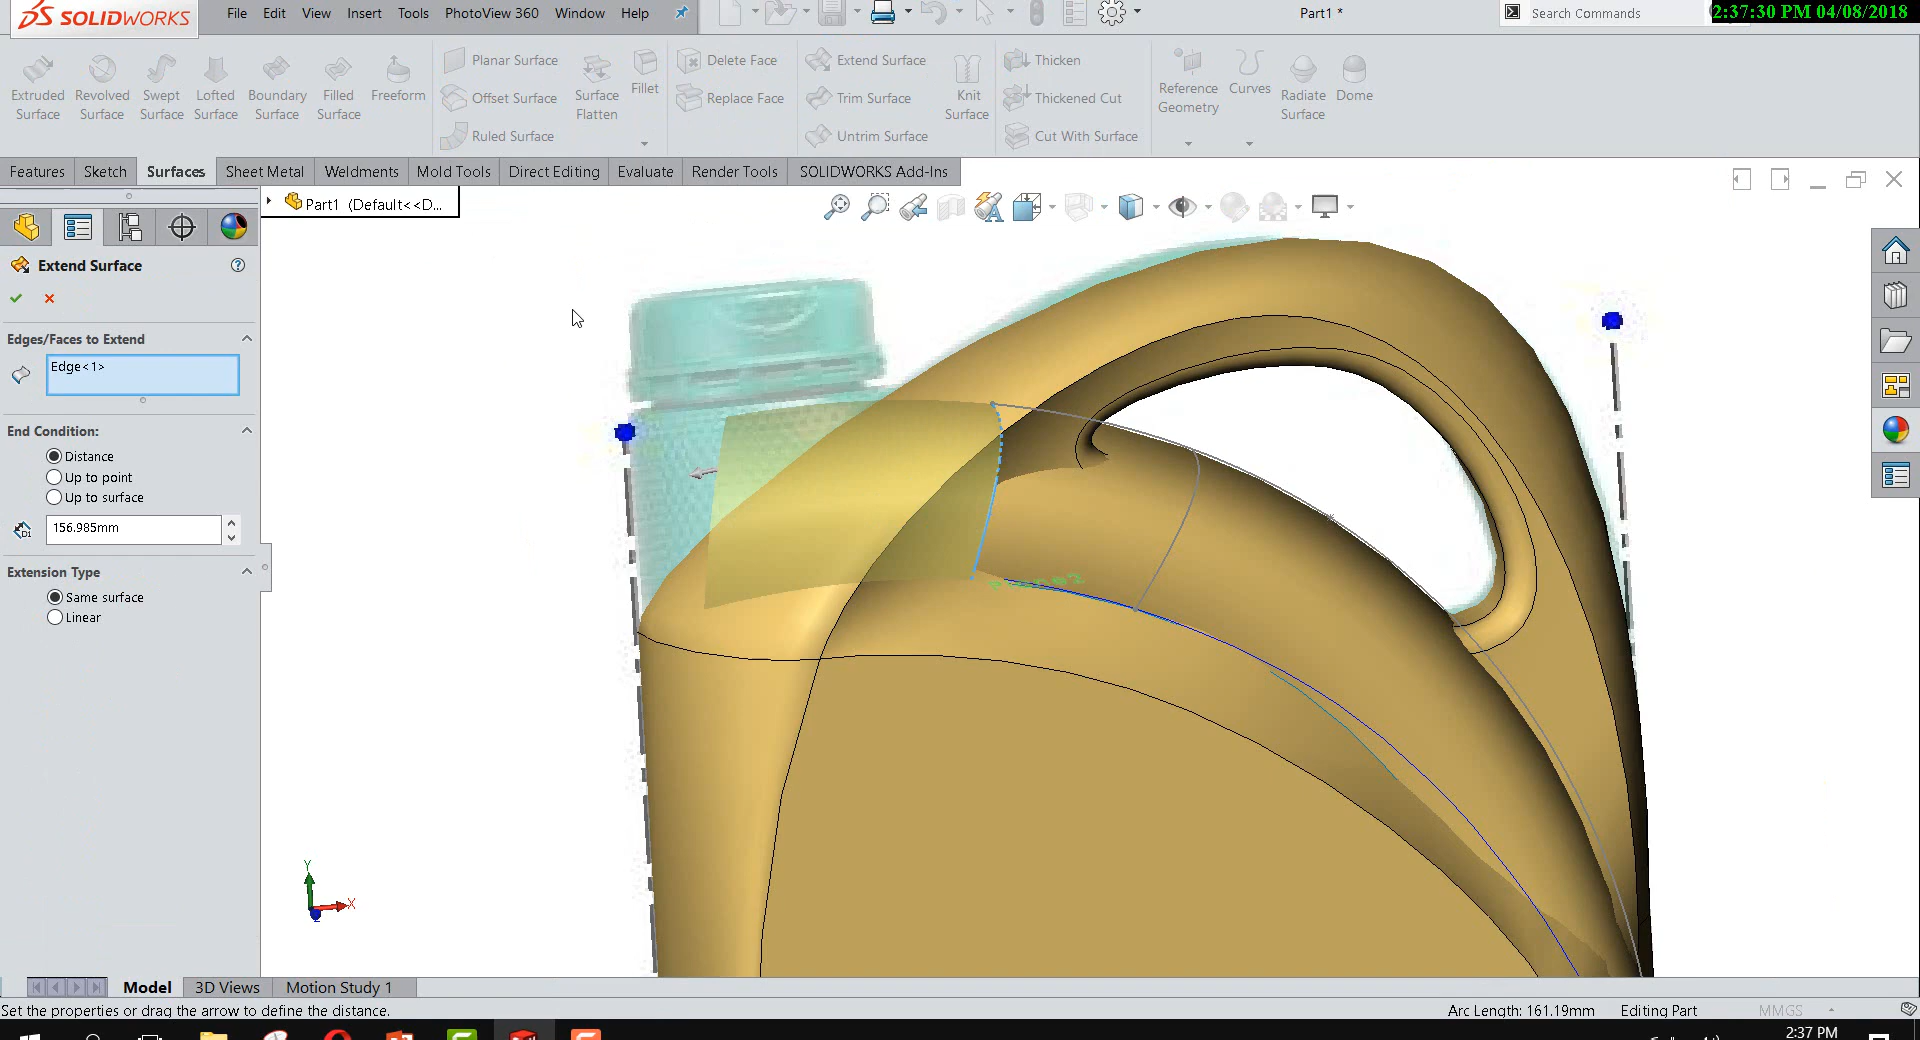 SOLIDWORKS File Edit View Insert Tools PhotoView 360 Window Help Part1 * Search Commands 2:37:30 PM 04/08/2018
Extruded Surface
Revolved Surface
Swept Surface
Lofted Surface
Boundary Surface
Filled Surface
Freeform
Planar Surface
Offset Surface
Ruled Surface
Surface Flatten
Fillet
Delete Face
Replace Face
Extend Surface
Trim Surface
Untrim Surface
Knit Surface
Thicken
Thickened Cut
Cut With Surface
Reference Geometry
Curves
Radiate Surface
Dome
Features Sketch Surfaces Sheet Metal Weldments Mold Tools Direct Editing Evaluate Render Tools SOLIDWORKS Add-Ins
Part1 (Default<<D...
Extend Surface
Edges/Faces to Extend
Edge<1>
End Condition:
Distance
Up to point
Up to surface
156.985mm
Extension Type
Same surface
Linear
Y
X
Model 3D Views Motion Study 1
Set the properties or drag the arrow to define the distance. Arc Length: 161.19mm Editing Part MMGS
2:37 PM